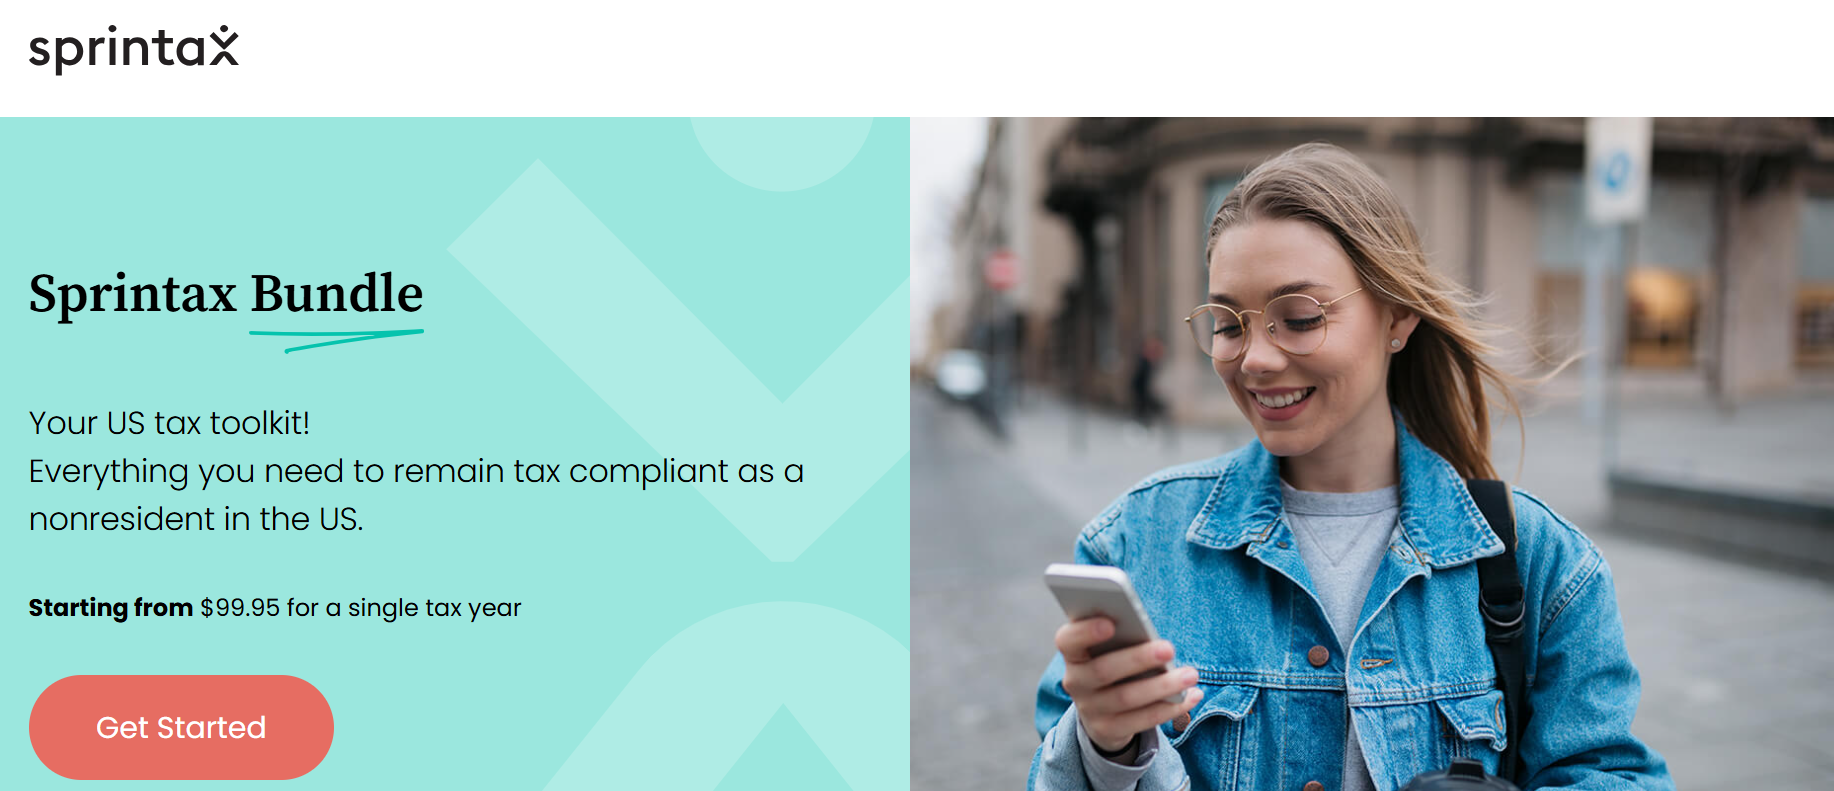 sprintax
Sprintax Bundle
Your US tax toolkit!
Everything you need to remain tax compliant as a
nonresident in the US.
Starting from $99.95 for a single tax year
Get Started